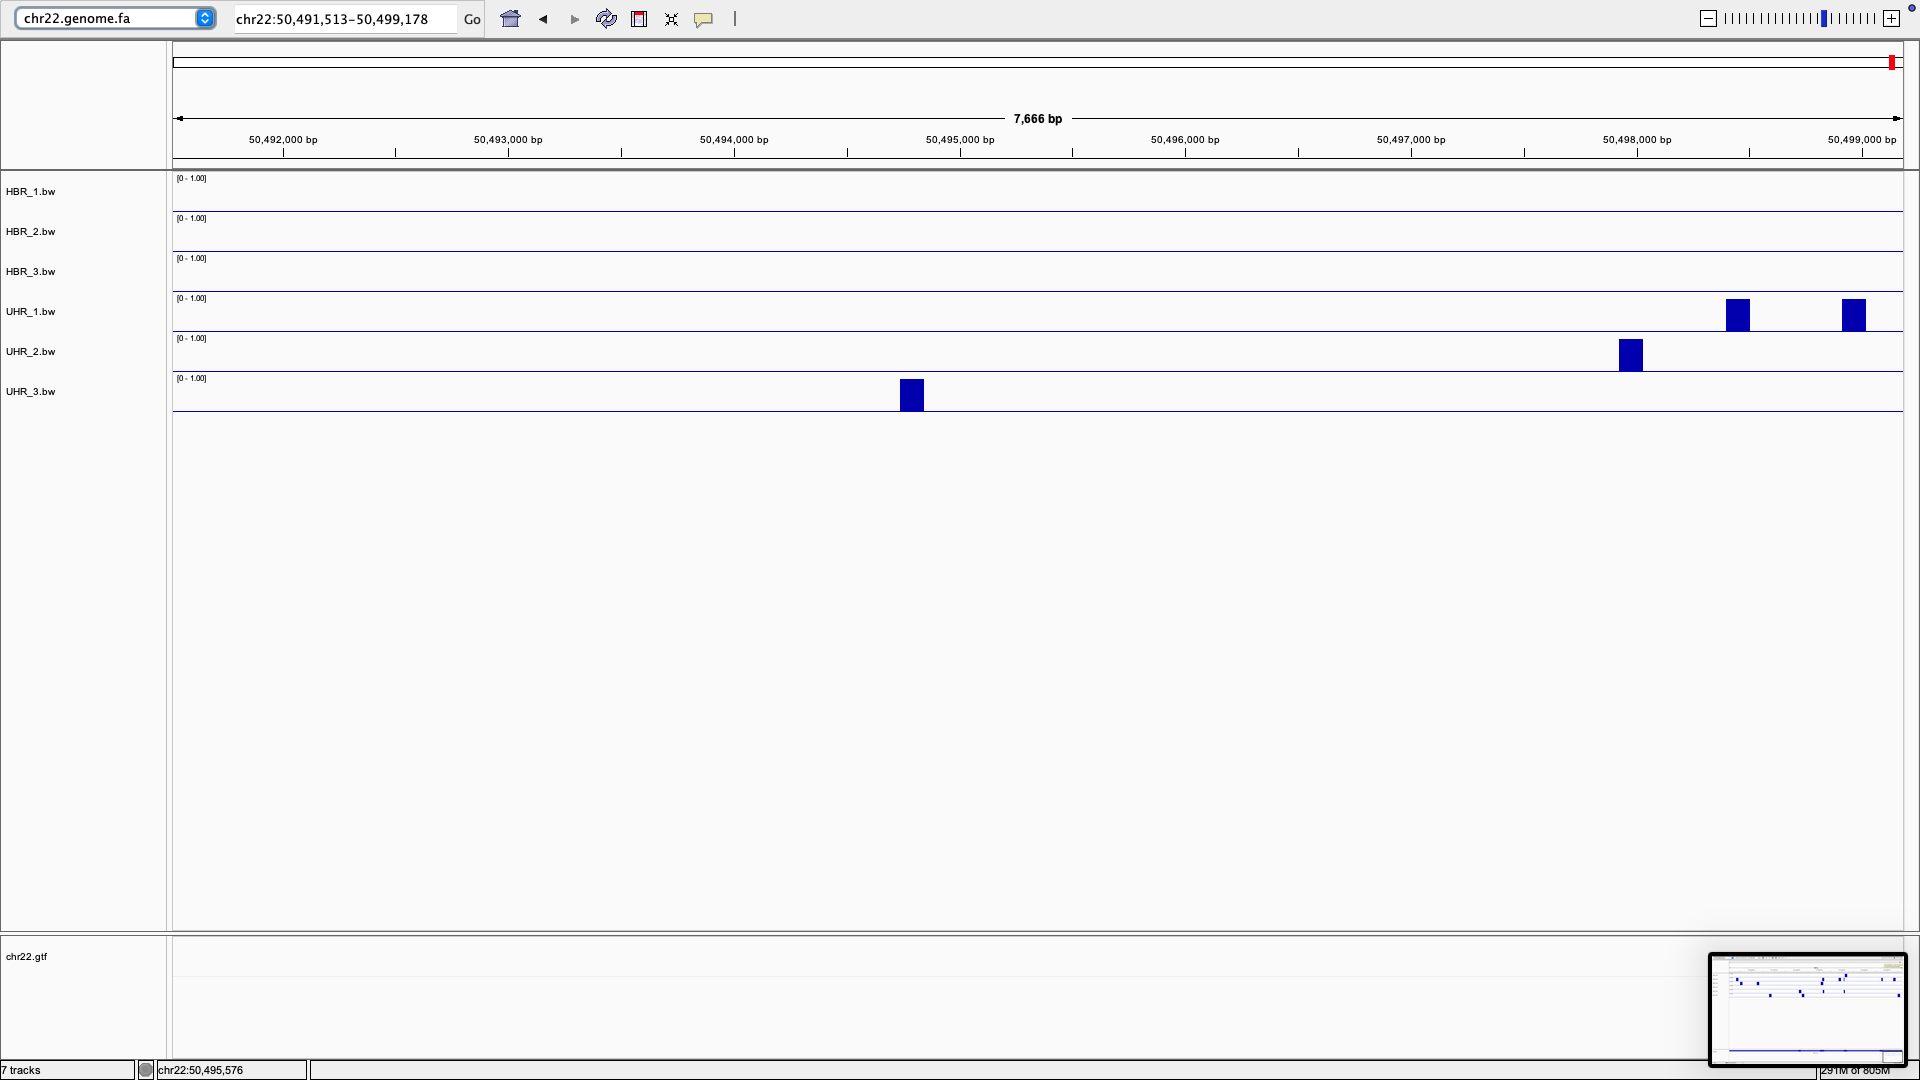 chr22.genome.fa chr22:50,491,513-50,499,178 Go
7,666 bp
50,492,000 bp 50,493,000 bp 50,494,000 bp 50,495,000 bp 50,496,000 bp 50,497,000 bp 50,498,000 bp 50,499,000 bp
HBR_1.bw [0 - 1.00]
HBR_2.bw [0 - 1.00]
HBR_3.bw [0 - 1.00]
UHR_1.bw [0 - 1.00]
UHR_2.bw [0 - 1.00]
UHR_3.bw [0 - 1.00]
chr22.gtf
7 tracks chr22:50,495,576 291M of 805M